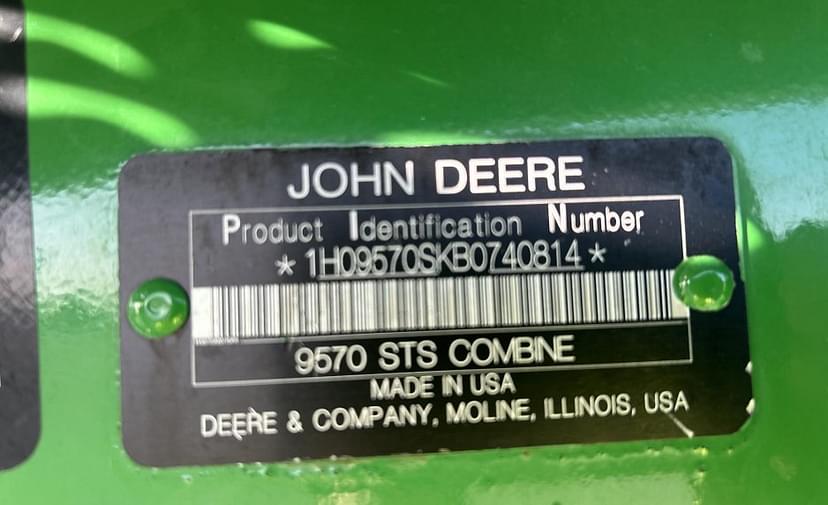 JOHN DEERE
Product Identification Number
* 1H09570SKB0740814 *
9570 STS COMBINE
MADE IN USA
DEERE & COMPANY, MOLINE, ILLINOIS, USA